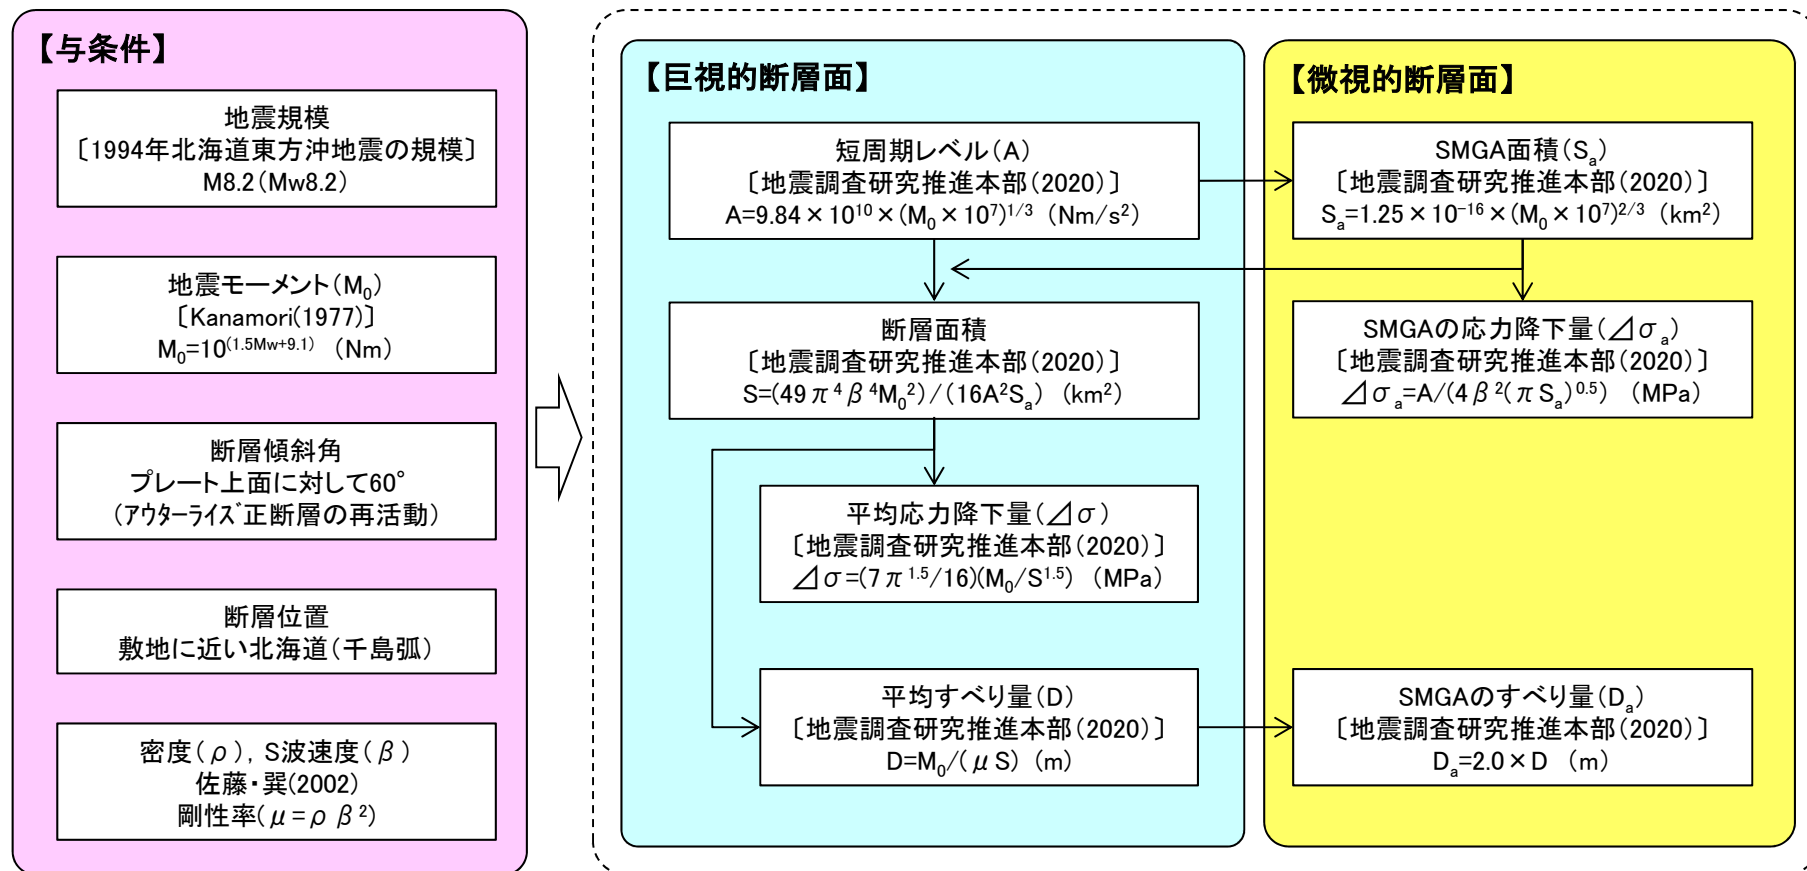 【与条件】
地震規模
〔1994年北海道東方沖地震の規模〕
M8.2(Mw8.2)
地震モーメント(M₀)
〔Kanamori(1977)〕
M₀=10^(1.5Mw+9.1) (Nm)
断層傾斜角
プレート上面に対して60°
(アウターライズ正断層の再活動)
断層位置
敷地に近い北海道(千島弧)
密度(ρ), S波速度(β)
佐藤・巽(2002)
剛性率(μ=ρβ²)
【巨視的断層面】
短周期レベル(A)
〔地震調査研究推進本部(2020)〕
A=9.84×10¹⁰×(M₀×10⁷)^1/3 (Nm/s²)
断層面積
〔地震調査研究推進本部(2020)〕
S=(49π⁴β⁴M₀²)/(16A²Sₐ) (km²)
平均応力降下量(⊿σ)
〔地震調査研究推進本部(2020)〕
⊿σ=(7π^1.5/16)(M₀/S^1.5) (MPa)
平均すべり量(D)
〔地震調査研究推進本部(2020)〕
D=M₀/(μS) (m)
【微視的断層面】
SMGA面積(Sₐ)
〔地震調査研究推進本部(2020)〕
Sₐ=1.25×10⁻¹⁶×(M₀×10⁷)^2/3 (km²)
SMGAの応力降下量(⊿σₐ)
〔地震調査研究推進本部(2020)〕
⊿σₐ=A/(4β²(πSₐ)^0.5) (MPa)
SMGAのすべり量(Dₐ)
〔地震調査研究推進本部(2020)〕
Dₐ=2.0×D (m)